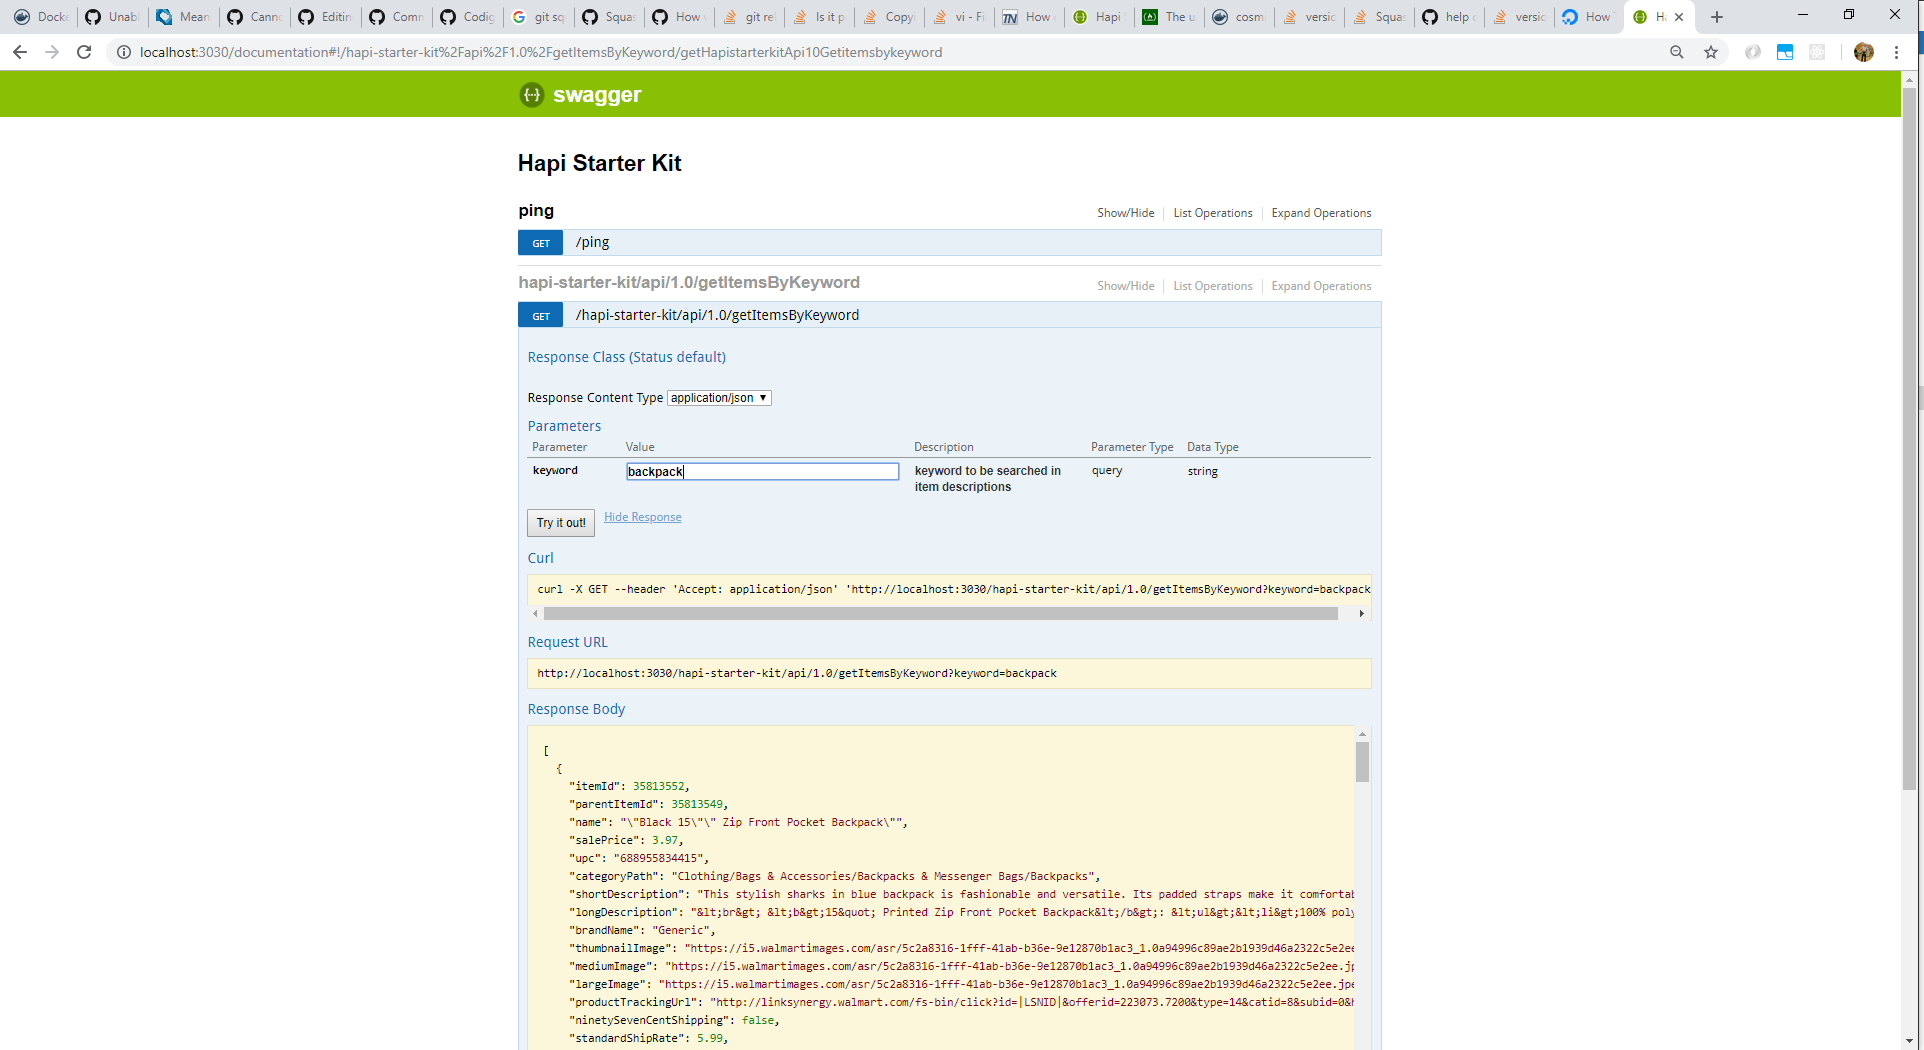 Docke
Unabl
Mean
Canno
Editin
Comm
Codig
git sq
Squas
How
git rel
Is it p
Copy
vi - Fi
How
Hapi
The u
cosm
versic
Squas
help
versic
How
Ha
localhost:3030/documentation#!/hapi-starter-kit%2Fapi%2F1.0%2FgetItemsByKeyword/getHapistarterkitApi10Getitemsbykeyword
{···} swagger
Hapi Starter Kit
ping Show/Hide List Operations Expand Operations
GET /ping
hapi-starter-kit/api/1.0/getItemsByKeyword Show/Hide List Operations Expand Operations
GET /hapi-starter-kit/api/1.0/getItemsByKeyword
Response Class (Status default)
Response Content Type application/json
Parameters
Parameter Value Description Parameter Type Data Type
keyword backpack keyword to be searched in query string
item descriptions
Try it out! Hide Response
Curl
curl -X GET --header 'Accept: application/json' 'http://localhost:3030/hapi-starter-kit/api/1.0/getItemsByKeyword?keyword=backpack
Request URL
http://localhost:3030/hapi-starter-kit/api/1.0/getItemsByKeyword?keyword=backpack
Response Body
[
{
"itemId": 35813552,
"parentItemId": 35813549,
"name": "\"Black 15\"\" Zip Front Pocket Backpack\"",
"salePrice": 3.97,
"upc": "688955834415",
"categoryPath": "Clothing/Bags & Accessories/Backpacks & Messenger Bags/Backpacks",
"shortDescription": "This stylish sharks in blue backpack is fashionable and versatile. Its padded straps make it comfortab
"longDescription": "&lt;br&gt; &lt;b&gt;15&quot; Printed Zip Front Pocket Backpack&lt;/b&gt;: &lt;ul&gt;&lt;li&gt;100% poly
"brandName": "Generic",
"thumbnailImage": "https://i5.walmartimages.com/asr/5c2a8316-1fff-41ab-b36e-9e12870b1ac3_1.0a94996c89ae2b1939d46a2322c5e2ee
"mediumImage": "https://i5.walmartimages.com/asr/5c2a8316-1fff-41ab-b36e-9e12870b1ac3_1.0a94996c89ae2b1939d46a2322c5e2ee.jp
"largeImage": "https://i5.walmartimages.com/asr/5c2a8316-1fff-41ab-b36e-9e12870b1ac3_1.0a94996c89ae2b1939d46a2322c5e2ee.jpe
"productTrackingUrl": "http://linksynergy.walmart.com/fs-bin/click?id=|LSNID|&offerid=223073.7200&type=14&catid=8&subid=0&h
"ninetySevenCentShipping": false,
"standardShipRate": 5.99,